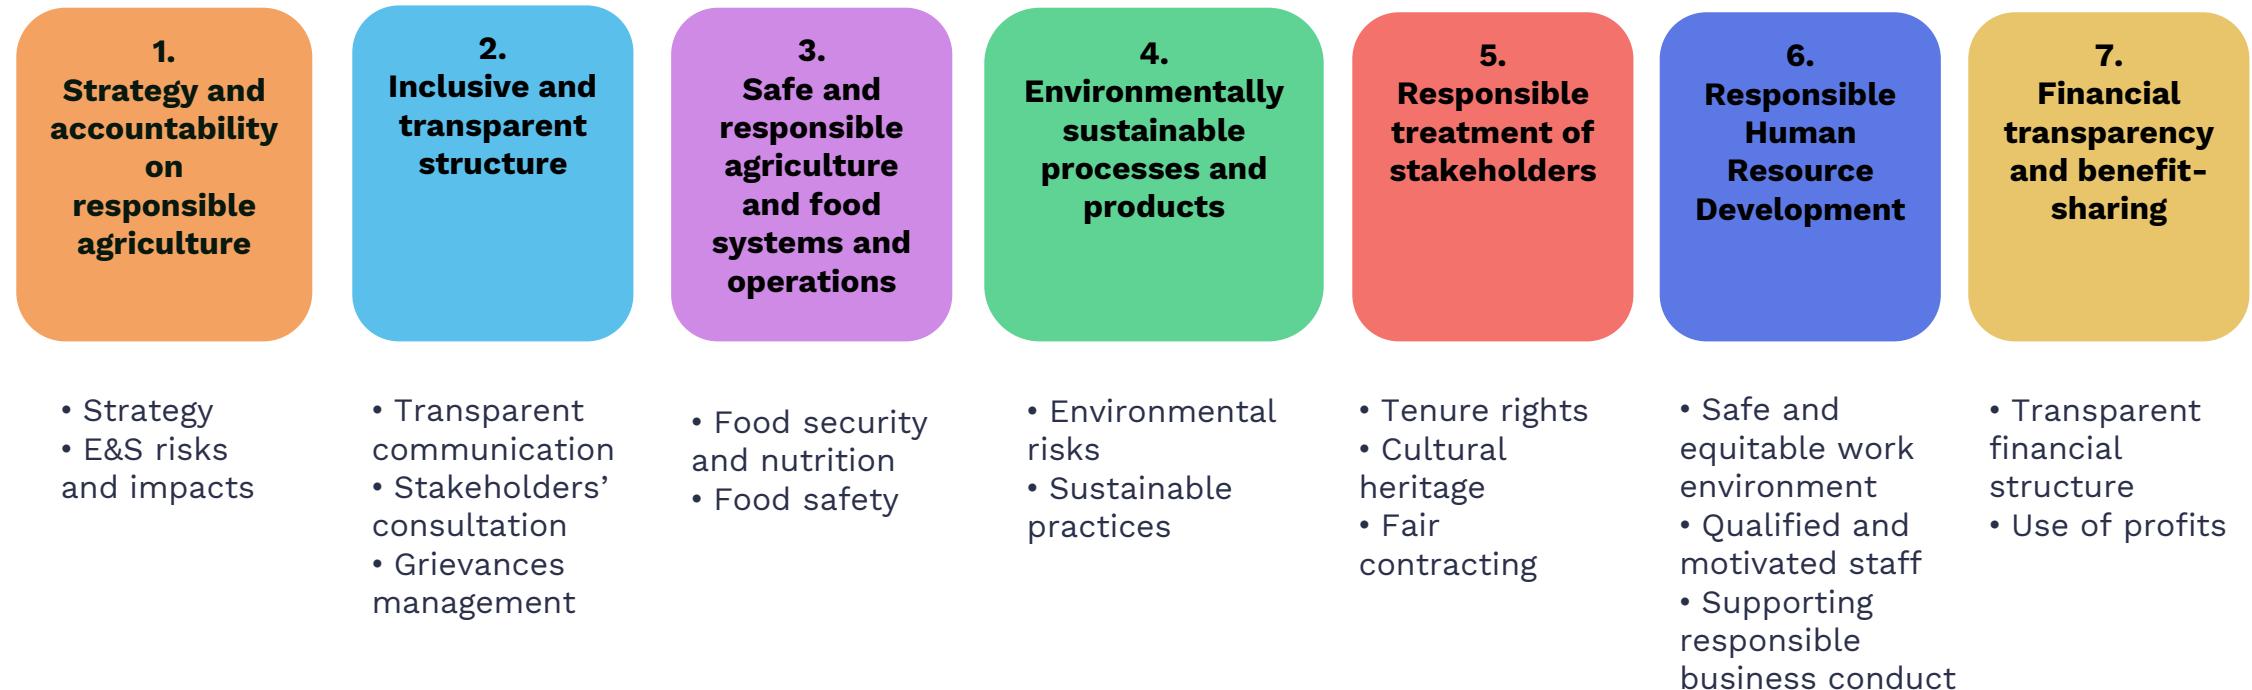 1.
Strategy and
accountability
on
responsible
agriculture
2.
Inclusive and
transparent
structure
3.
Safe and
responsible
agriculture
and food
systems and
operations
4.
Environmentally
sustainable
processes and
products
5.
Responsible
treatment of
stakeholders
6.
Responsible
Human
Resource
Development
7.
Financial
transparency
and benefit-
sharing
• Strategy
• E&S risks
and impacts
• Transparent
communication
• Stakeholders’
consultation
• Grievances
management
• Food security
and nutrition
• Food safety
• Environmental
risks
• Sustainable
practices
• Tenure rights
• Cultural
heritage
• Fair
contracting
• Safe and
equitable work
environment
• Qualified and
motivated staff
• Supporting
responsible
business conduct
• Transparent
financial
structure
• Use of profits